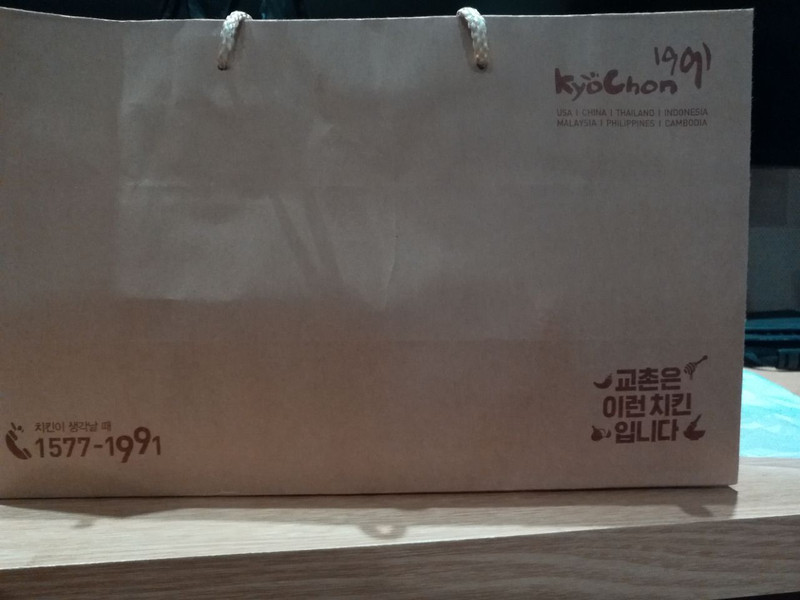 kyoChon 1991
USA I CHINA I THAILAND I INDONESIA
MALAYSIA I PHILIPPINES I CAMBODIA
교촌은
이런 치킨
입니다
치킨이 생각날 때
1577-1991